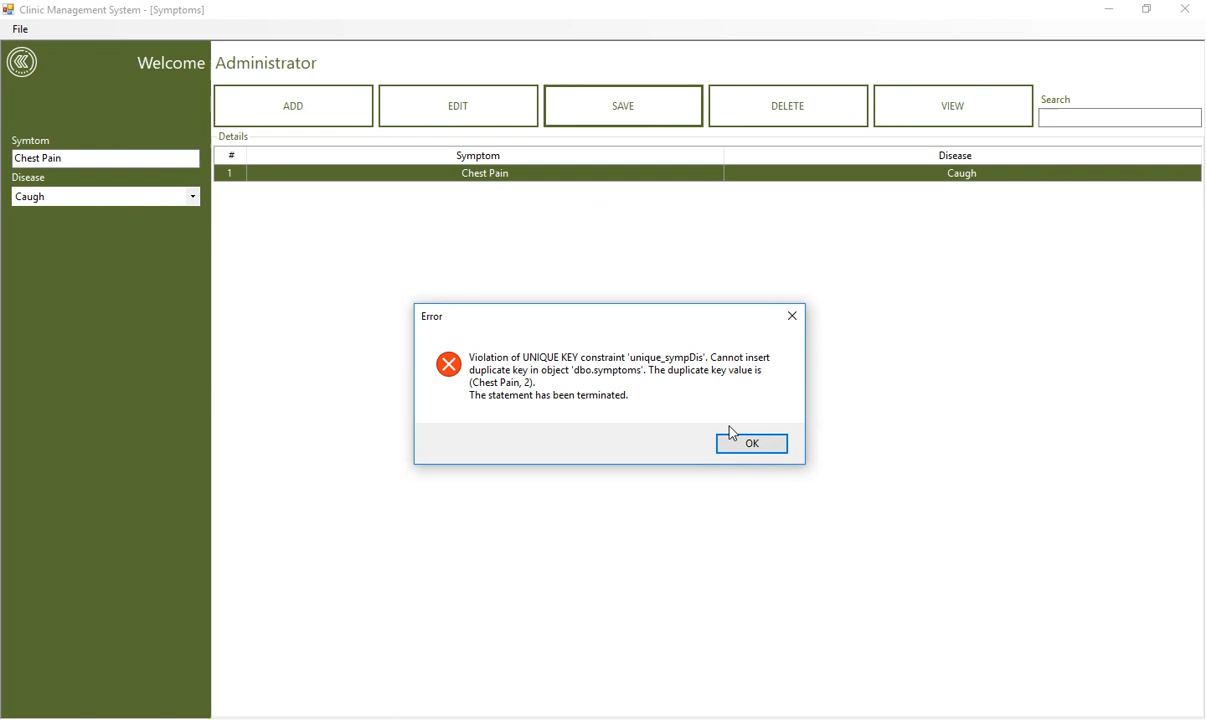 Clinic Management System - [Symptoms]
File
Welcome Administrator
ADD
EDIT
SAVE
DELETE
VIEW
Search
Symtom
Chest Pain
Disease
Caugh
Details
# Symptom Disease
1 Chest Pain Caugh
Error
Violation of UNIQUE KEY constraint 'unique_sympDis'. Cannot insert
duplicate key in object 'dbo.symptoms'. The duplicate key value is
(Chest Pain, 2).
The statement has been terminated.
OK